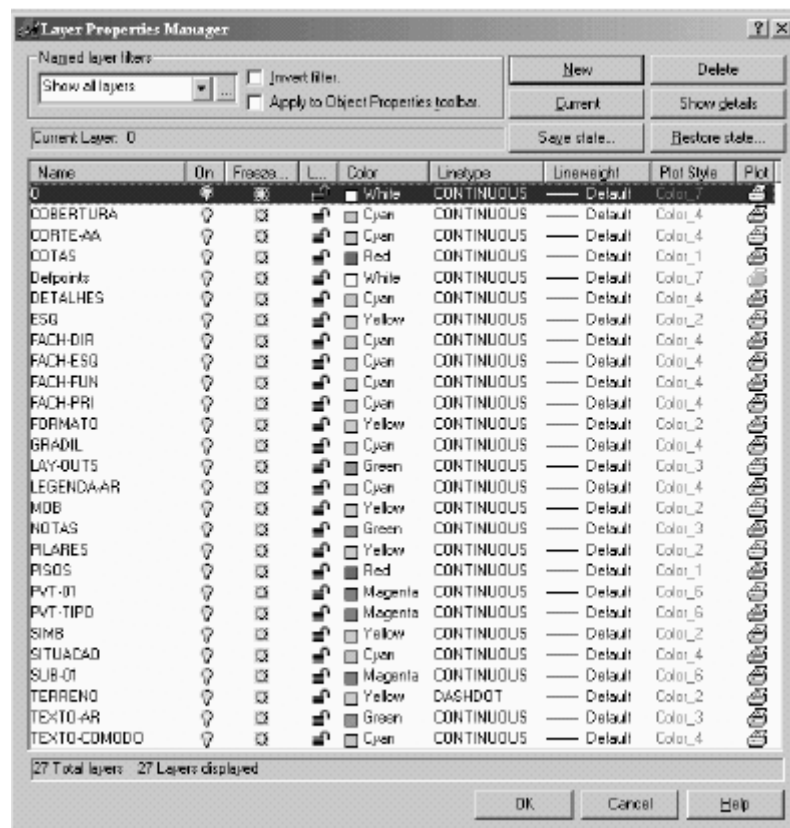 Layer Properties Manager
Named layer filters
Show all layers
...
Invert filter.
Apply to Object Properties toolbar.
New
Delete
Current
Show details
Current Layer: 0
Save state...
Restore state...
Name On Freeze... L... Color Linetype Lineweight Plot Style Plot
0 White CONTINUOUS Default Color_7
COBERTURA Cyan CONTINUOUS Default Color_4
CORTE-AA Cyan CONTINUOUS Default Color_4
COTAS Red CONTINUOUS Default Color_1
Defpoints White CONTINUOUS Default Color_7
DETALHES Cyan CONTINUOUS Default Color_4
ESQ Yellow CONTINUOUS Default Color_2
FACH-DIR Cyan CONTINUOUS Default Color_4
FACH-ESQ Cyan CONTINUOUS Default Color_4
FACH-FUN Cyan CONTINUOUS Default Color_4
FACH-PRI Cyan CONTINUOUS Default Color_4
FORMATO Yellow CONTINUOUS Default Color_2
GRADIL Cyan CONTINUOUS Default Color_4
LAY-OUTS Green CONTINUOUS Default Color_3
LEGENDA-AR Cyan CONTINUOUS Default Color_4
MOB Yellow CONTINUOUS Default Color_2
NOTAS Green CONTINUOUS Default Color_3
PILARES Yellow CONTINUOUS Default Color_2
PISOS Red CONTINUOUS Default Color_1
PVT-01 Magenta CONTINUOUS Default Color_6
PVT-TIPO Magenta CONTINUOUS Default Color_6
SIMB Yellow CONTINUOUS Default Color_2
SITUACAO Cyan CONTINUOUS Default Color_4
SUB-01 Magenta CONTINUOUS Default Color_6
TERRENO Yellow DASHDOT Default Color_2
TEXTO-AR Green CONTINUOUS Default Color_3
TEXTO-COMODO Cyan CONTINUOUS Default Color_4
27 Total layers 27 Layers displayed
OK
Cancel
Help